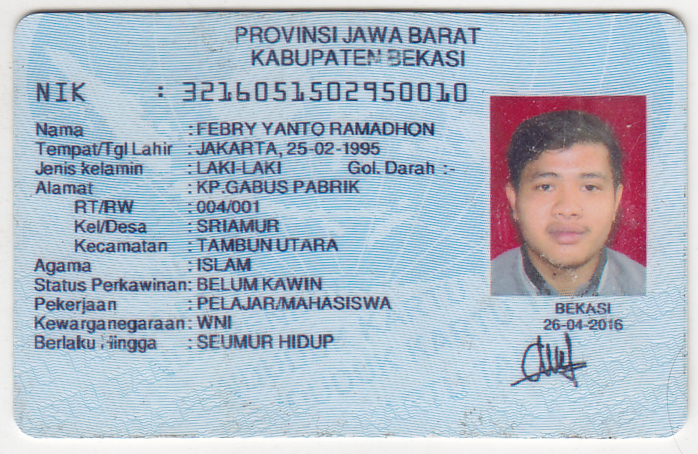 PROVINSI JAWA BARAT
KABUPATEN BEKASI
NIK : 3216051502950010
Nama : FEBRY YANTO RAMADHON
Tempat/Tgl Lahir : JAKARTA, 25-02-1995
Jenis kelamin : LAKI-LAKI Gol. Darah :-
Alamat : KP.GABUS PABRIK
RT/RW : 004/001
Kel/Desa : SRIAMUR
Kecamatan : TAMBUN UTARA
Agama : ISLAM
Status Perkawinan: BELUM KAWIN
Pekerjaan : PELAJAR/MAHASISWA
Kewarganegaraan: WNI
Berlaku Hingga : SEUMUR HIDUP
BEKASI
26-04-2016